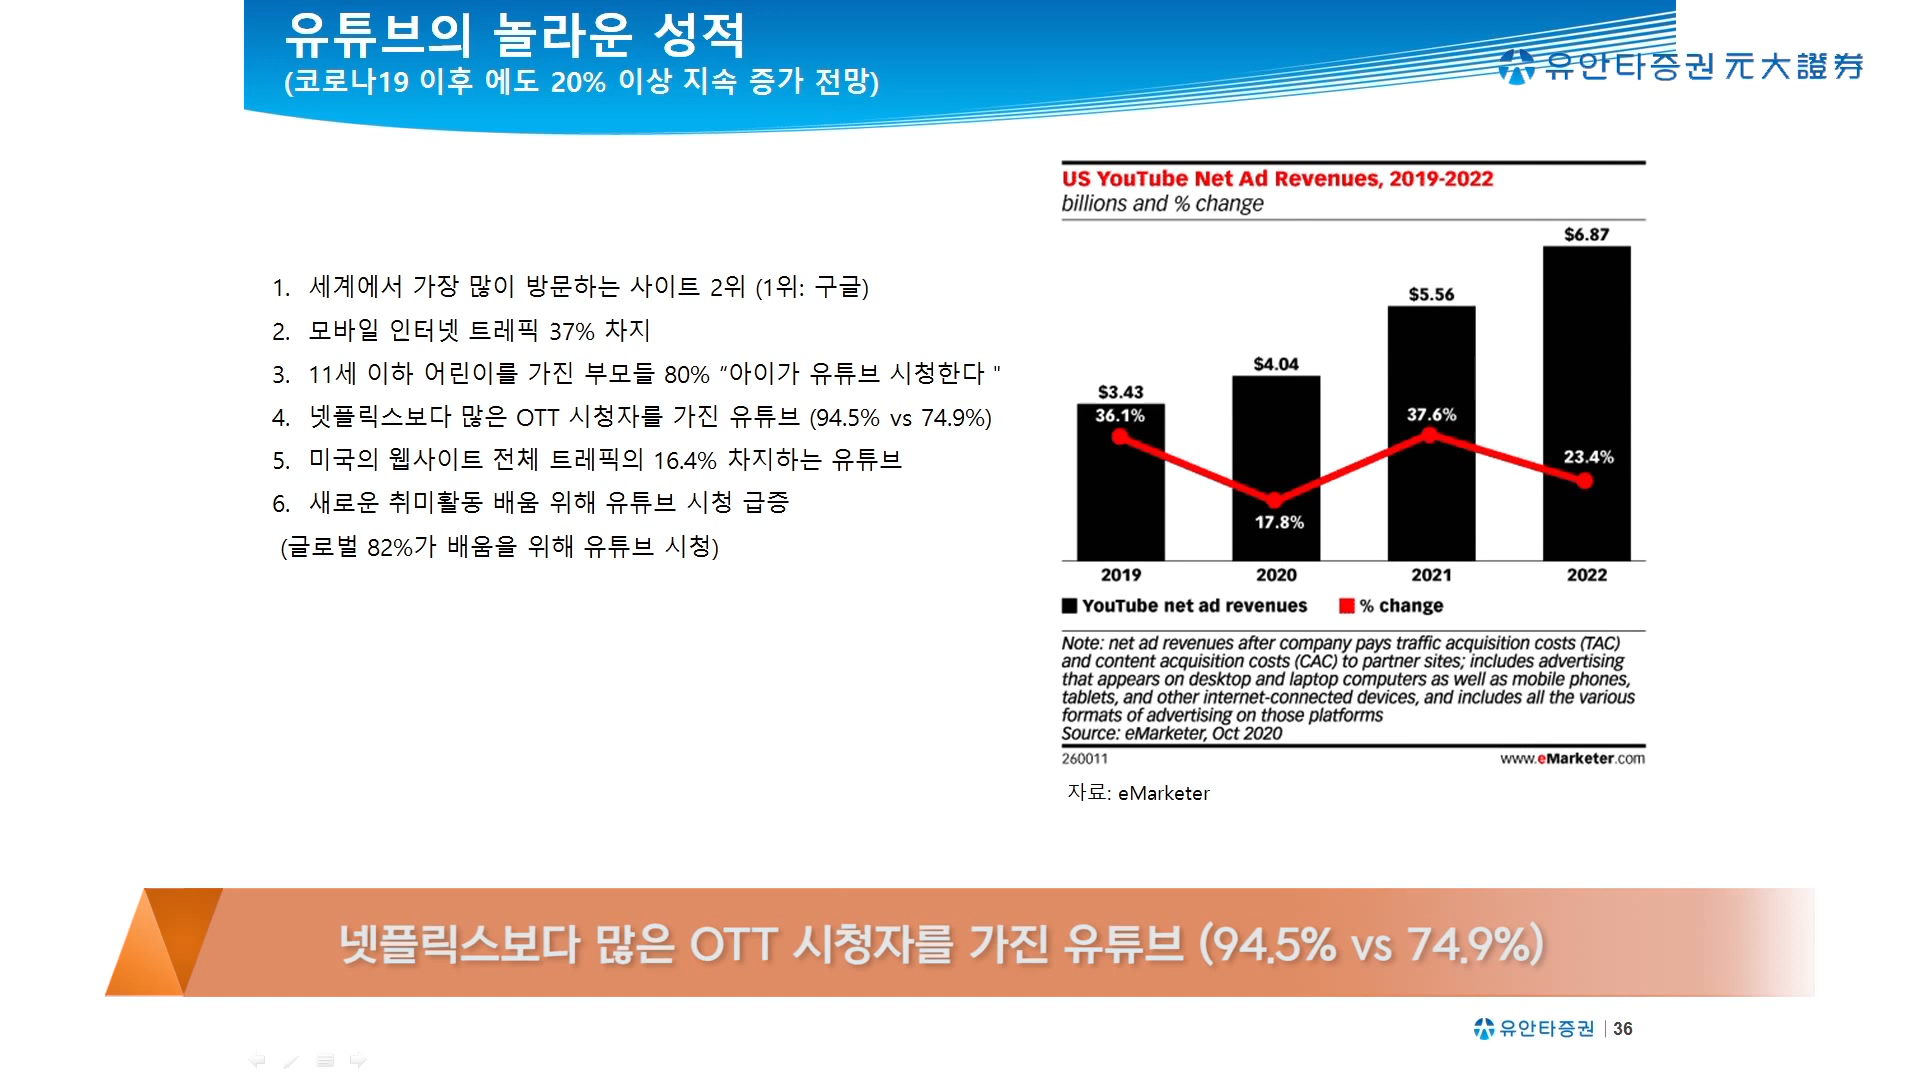 유튜브의 놀라운 성적
(코로나19 이후 에도 20% 이상 지속 증가 전망)
유안타증권 元大證券
1. 세계에서 가장 많이 방문하는 사이트 2위 (1위: 구글)
2. 모바일 인터넷 트레픽 37% 차지
3. 11세 이하 어린이를 가진 부모들 80% “아이가 유튜브 시청한다 "
4. 넷플릭스보다 많은 OTT 시청자를 가진 유튜브 (94.5% vs 74.9%)
5. 미국의 웹사이트 전체 트레픽의 16.4% 차지하는 유튜브
6. 새로운 취미활동 배움 위해 유튜브 시청 급증
(글로벌 82%가 배움을 위해 유튜브 시청)
US YouTube Net Ad Revenues, 2019-2022
billions and % change
$3.43
$4.04
$5.56
$6.87
36.1%
17.8%
37.6%
23.4%
2019 2020 2021 2022
YouTube net ad revenues % change
Note: net ad revenues after company pays traffic acquisition costs (TAC)
and content acquisition costs (CAC) to partner sites; includes advertising
that appears on desktop and laptop computers as well as mobile phones,
tablets, and other internet-connected devices, and includes all the various
formats of advertising on those platforms
Source: eMarketer, Oct 2020
260011 www.eMarketer.com
자료: eMarketer
넷플릭스보다 많은 OTT 시청자를 가진 유튜브 (94.5% vs 74.9%)
유안타증권 | 36